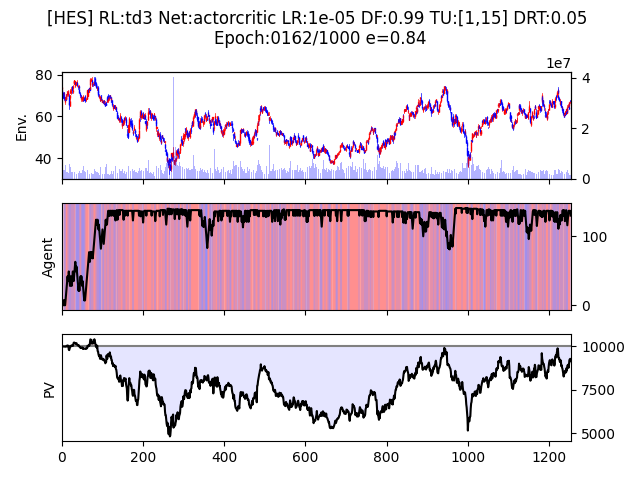 [HES] RL:td3 Net:actorcritic LR:1e-05 DF:0.99 TU:[1,15] DRT:0.05
Epoch:0162/1000 e=0.84
1e7
80
60
40
Env.
4
2
0
Agent
100
0
PV
10000
7500
5000
0 200 400 600 800 1000 1200